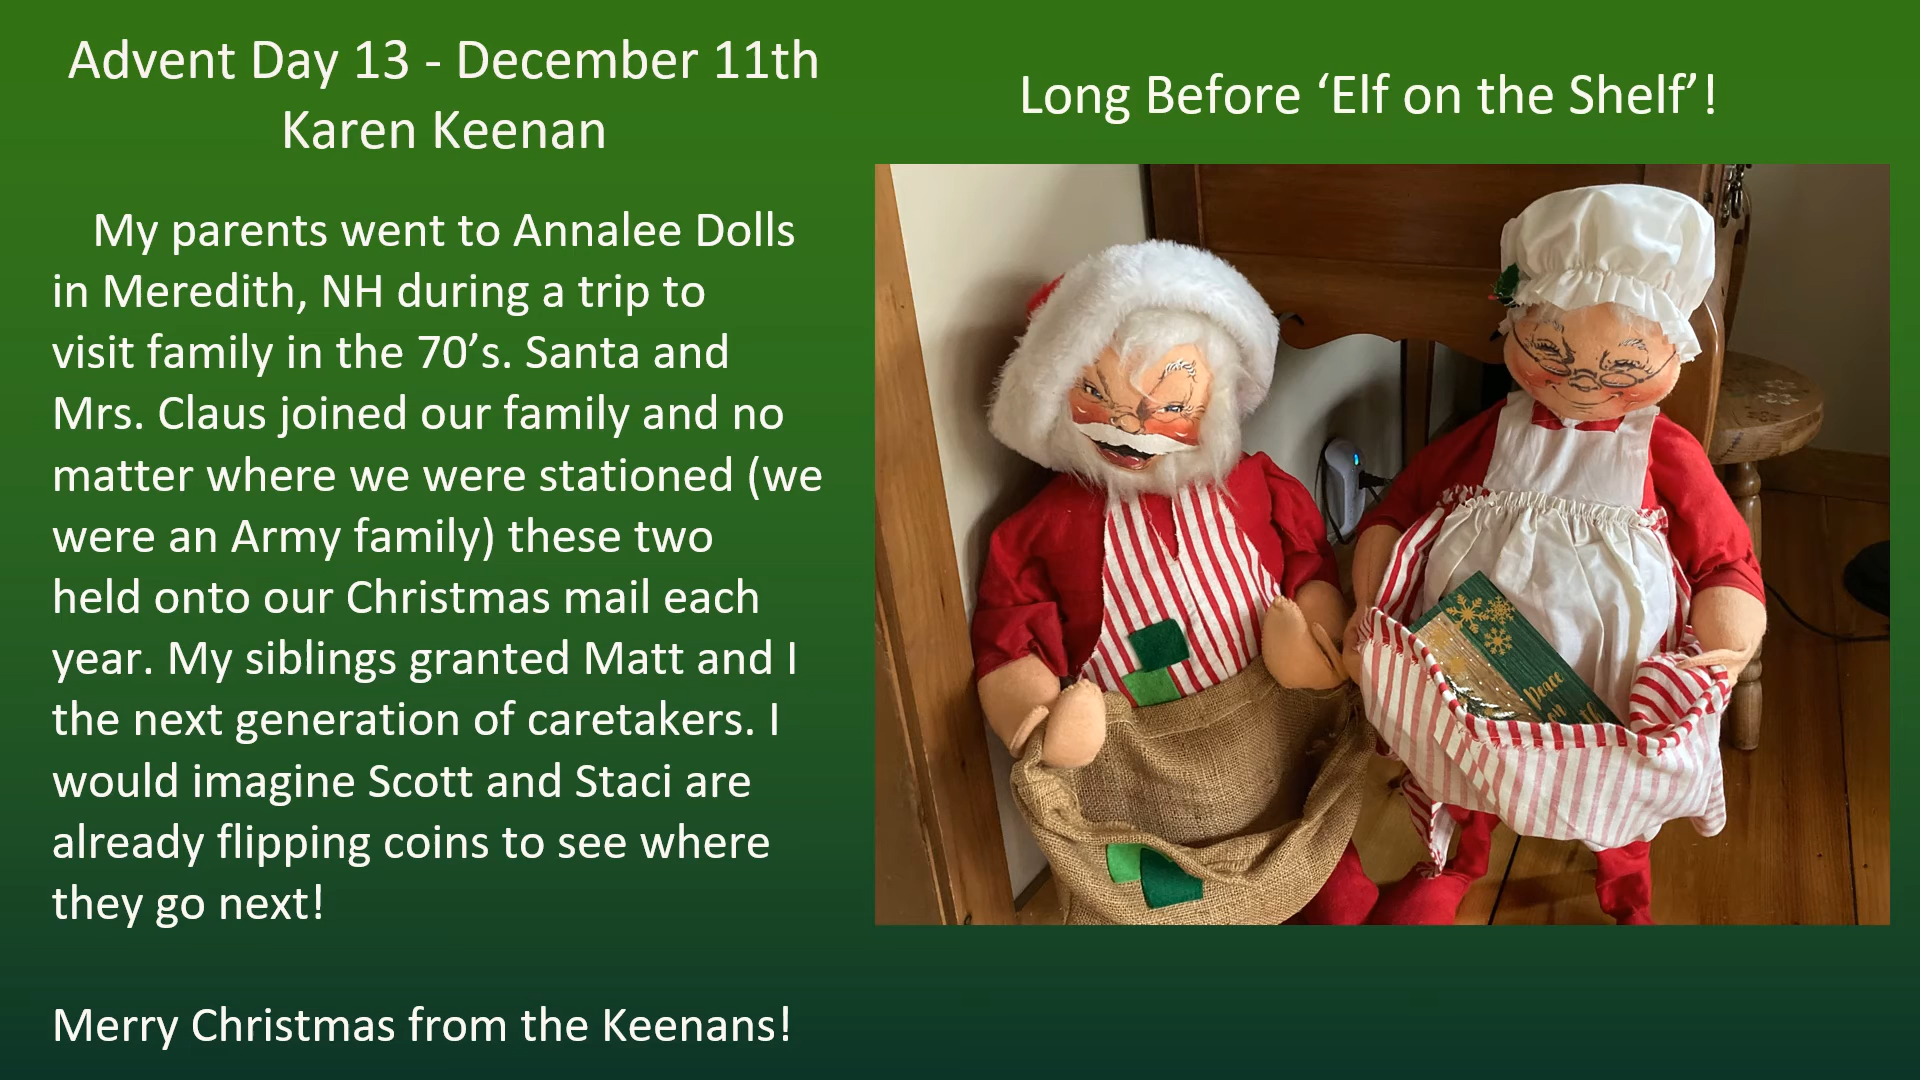 Advent Day 13 - December 11th
Karen Keenan
Long Before ‘Elf on the Shelf’!
My parents went to Annalee Dolls
in Meredith, NH during a trip to
visit family in the 70’s. Santa and
Mrs. Claus joined our family and no
matter where we were stationed (we
were an Army family) these two
held onto our Christmas mail each
year. My siblings granted Matt and I
the next generation of caretakers. I
would imagine Scott and Staci are
already flipping coins to see where
they go next!
Merry Christmas from the Keenans!
Peace
on